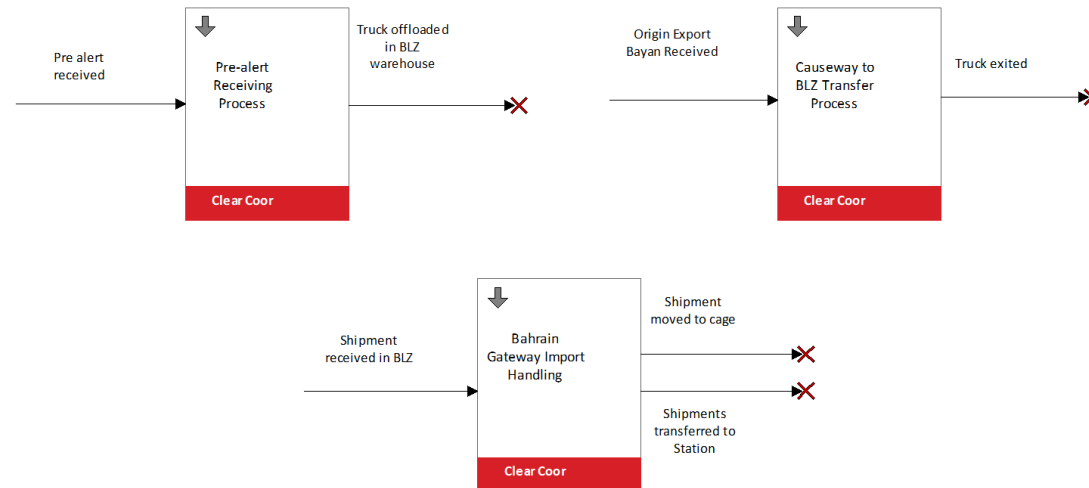 Pre alert
received
Pre-alert
Receiving
Process
Clear Coor
Truck offloaded
in BLZ
warehouse
Origin Export
Bayan Received
Causeway to
BLZ Transfer
Process
Clear Coor
Truck exited
Shipment
received in BLZ
Bahrain
Gateway Import
Handling
Clear Coor
Shipment
moved to cage
Shipments
transferred to
Station